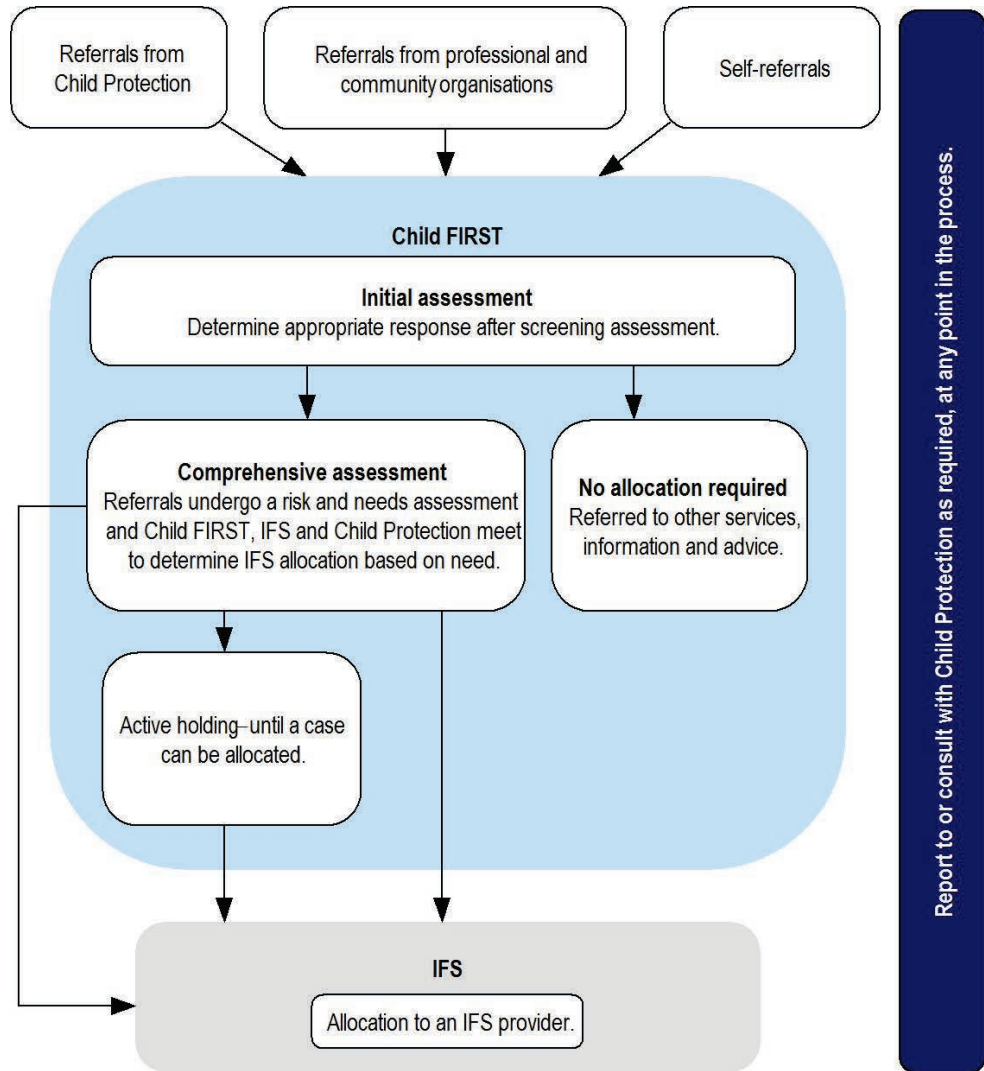 Referrals from
Child Protection
Referrals from professional and
community organisations
Self-referrals
Child FIRST
Initial assessment
Determine appropriate response after screening assessment.
Comprehensive assessment
Referrals undergo a risk and needs assessment
and Child FIRST, IFS and Child Protection meet
to determine IFS allocation based on need.
No allocation required
Referred to other services,
information and advice.
Active holding–until a case
can be allocated.
IFS
Allocation to an IFS provider.
Report to or consult with Child Protection as required, at any point in the process.